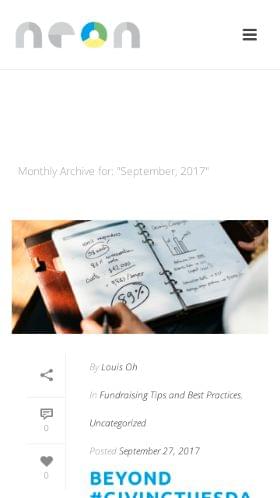 neon
Monthly Archive for: "September, 2017"
89%
By Louis Oh
In Fundraising Tips and Best Practices,
Uncategorized
0
Posted September 27, 2017
0
BEYOND
#GIVINGTUESDA